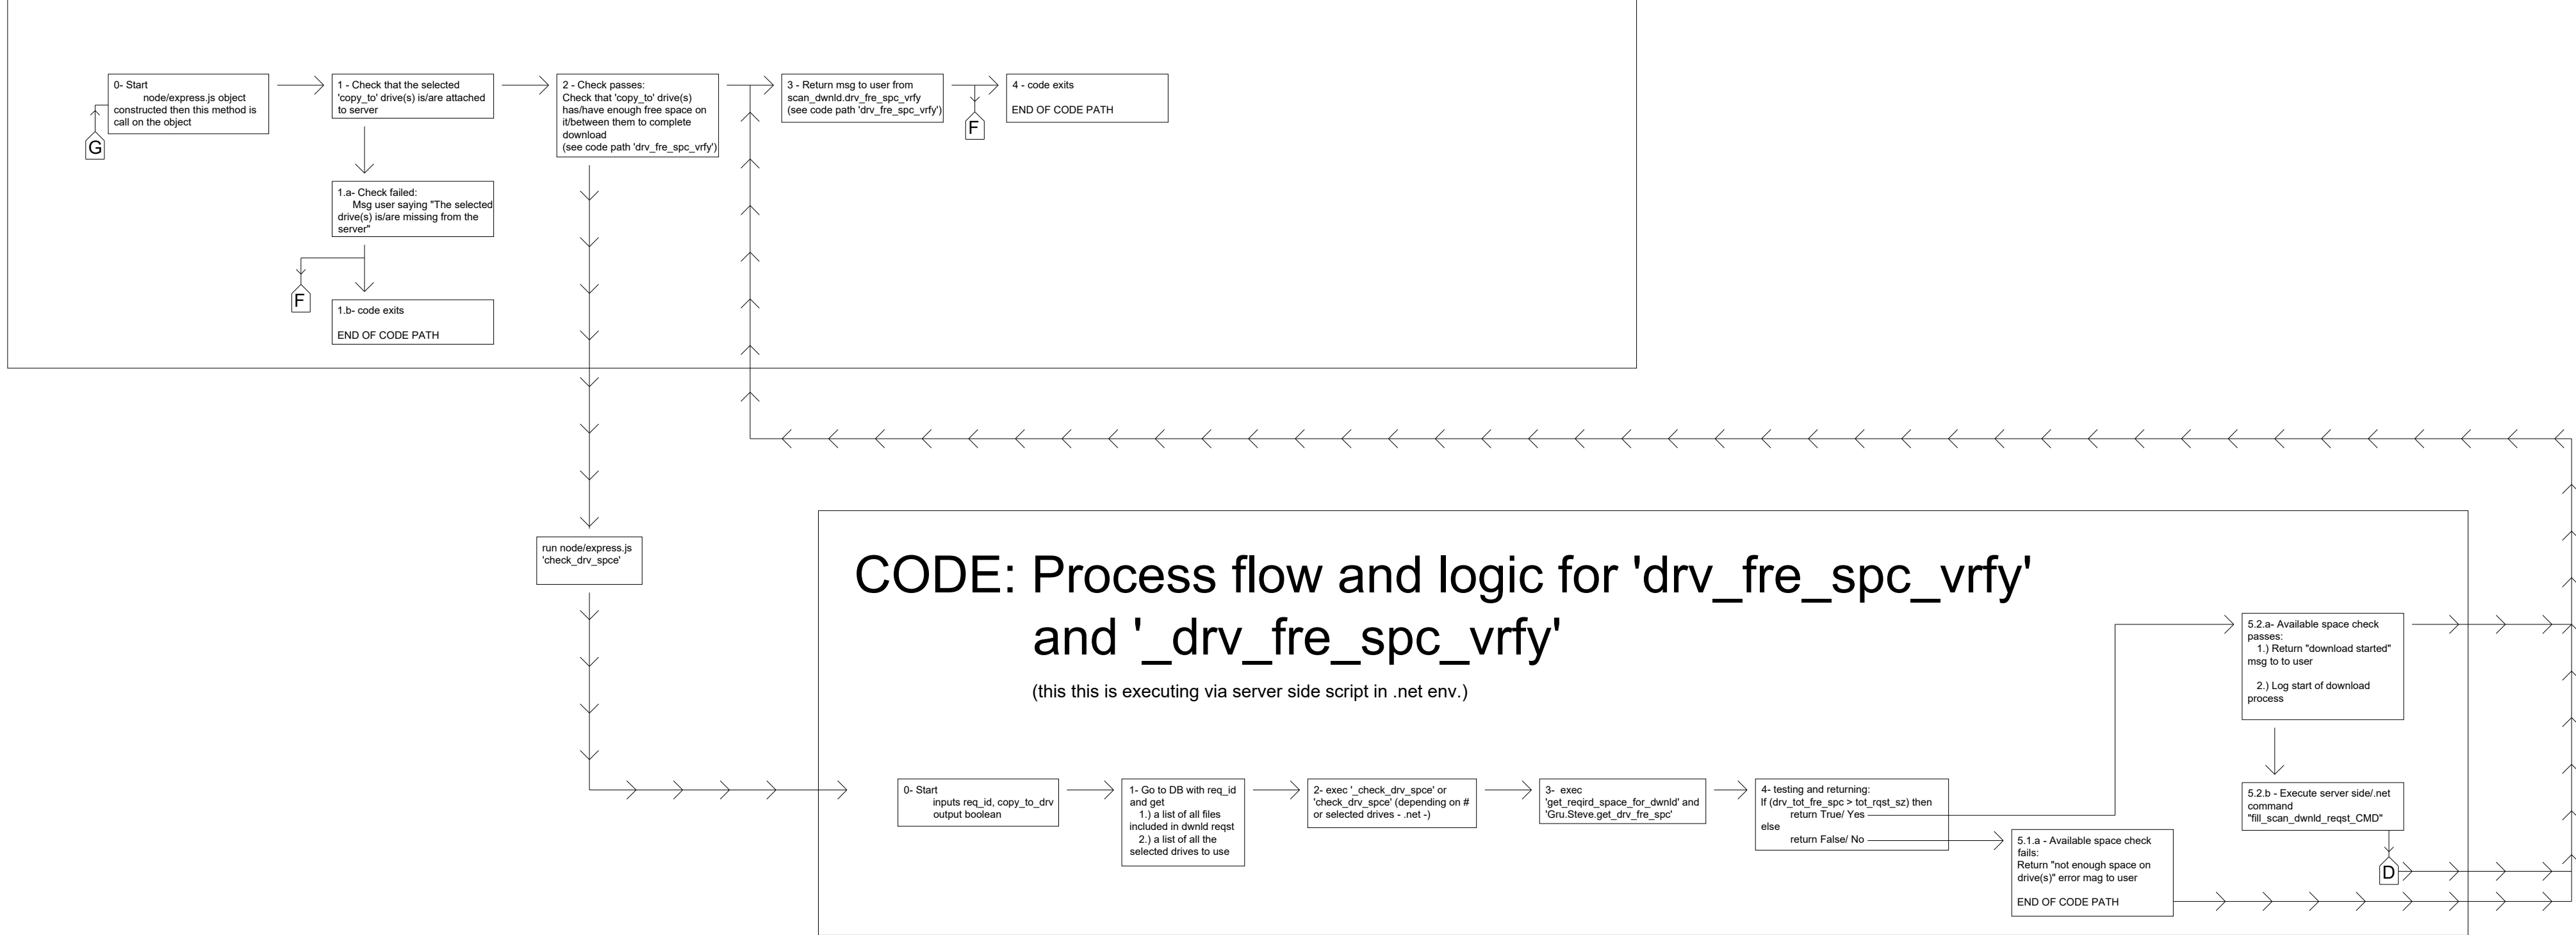 0- Start
node/express.js object
constructed then this method is
call on the object
G
1 - Check that the selected
'copy_to' drive(s) is/are attached
to server
2 - Check passes:
Check that 'copy_to' drive(s)
has/have enough free space on
it/between them to complete
download
(see code path 'drv_fre_spc_vrfy')
3 - Return msg to user from
scan_dwnld.drv_fre_spc_vrfy
(see code path 'drv_fre_spc_vrfy')
F
4 - code exits
END OF CODE PATH
1.a- Check failed:
Msg user saying "The selected
drive(s) is/are missing from the
server"
F
1.b- code exits
END OF CODE PATH
run node/express.js
'check_drv_spce'
CODE: Process flow and logic for 'drv_fre_spc_vrfy'
and '_drv_fre_spc_vrfy'
(this this is executing via server side script in .net env.)
0- Start
inputs req_id, copy_to_drv
output boolean
1- Go to DB with req_id
and get
1.) a list of all files
included in dwnld reqst
2.) a list of all the
selected drives to use
2- exec '_check_drv_spce' or
'check_drv_spce' (depending on #
or selected drives - .net -)
3- exec
'get_reqird_space_for_dwnld' and
'Gru.Steve.get_drv_fre_spc'
4- testing and returning:
If (drv_tot_fre_spc > tot_rqst_sz) then
return True/ Yes
else
return False/ No
5.1.a - Available space check
fails:
Return "not enough space on
drive(s)" error mag to user
END OF CODE PATH
5.2.a- Available space check
passes:
1.) Return "download started"
msg to to user
2.) Log start of download
process
5.2.b - Execute server side/.net
command
"fill_scan_dwnld_reqst_CMD"
D